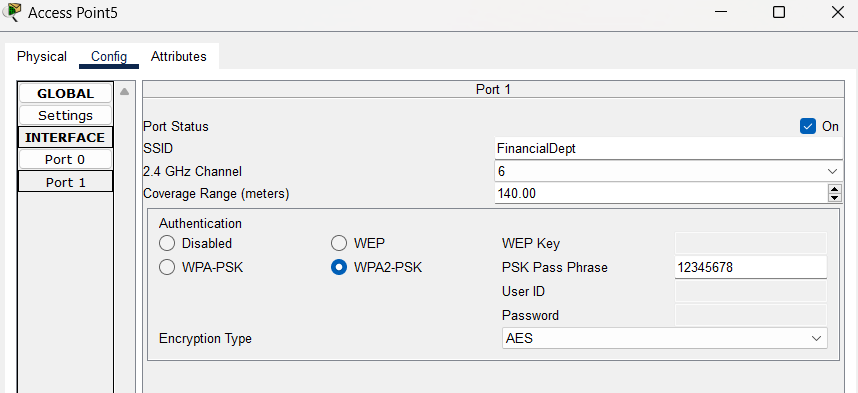 Access Point5
Physical Config Attributes
GLOBAL
Settings
INTERFACE
Port 0
Port 1
Port 1
Port Status On
SSID FinancialDept
2.4 GHz Channel 6
Coverage Range (meters) 140.00
Authentication
Disabled WEP WEP Key
WPA-PSK WPA2-PSK PSK Pass Phrase 12345678
User ID
Password
Encryption Type AES